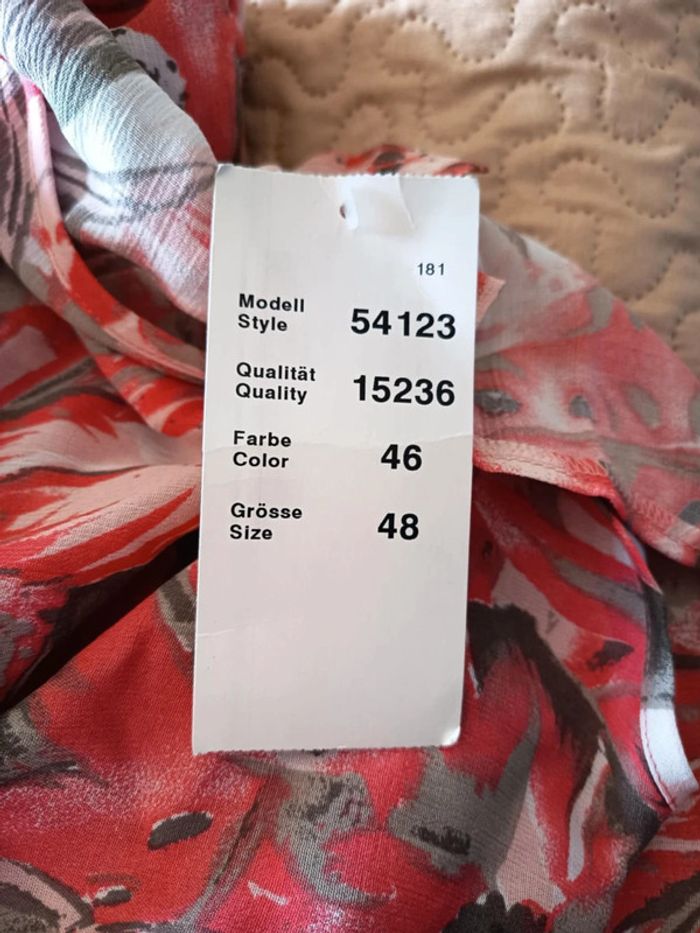 181
Modell
Style 54123
Qualität
Quality 15236
Farbe
Color 46
Grösse
Size 48